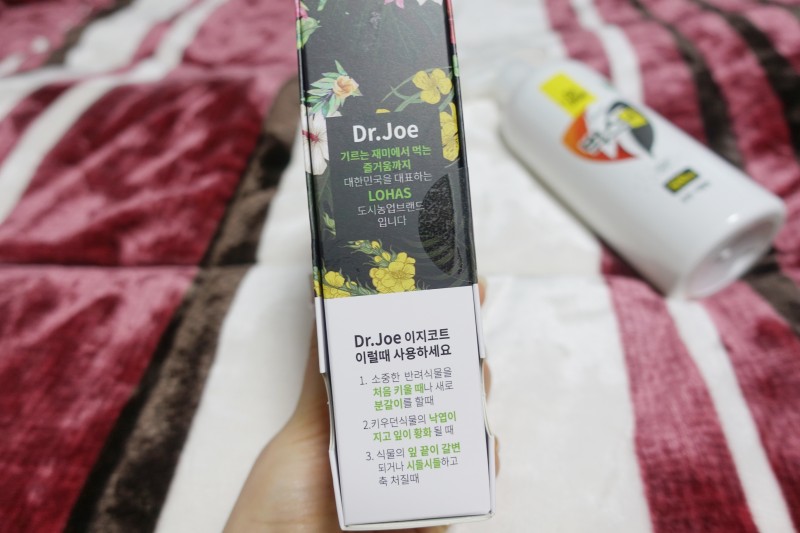 Dr.Joe
기르는 재미에서 먹는
즐거움까지
대한민국을 대표하는
LOHAS
도시농업브랜드
입니다
Dr.Joe 이지코트
이럴때 사용하세요
1. 소중한 반려식물을
처음 키울 때나 새로
분갈이를 할때
2.키우던식물의 낙엽이
지고 잎이 황화 될 때
3. 식물의 잎 끝이 갈변
되거나 시들시들하고
축 처질때